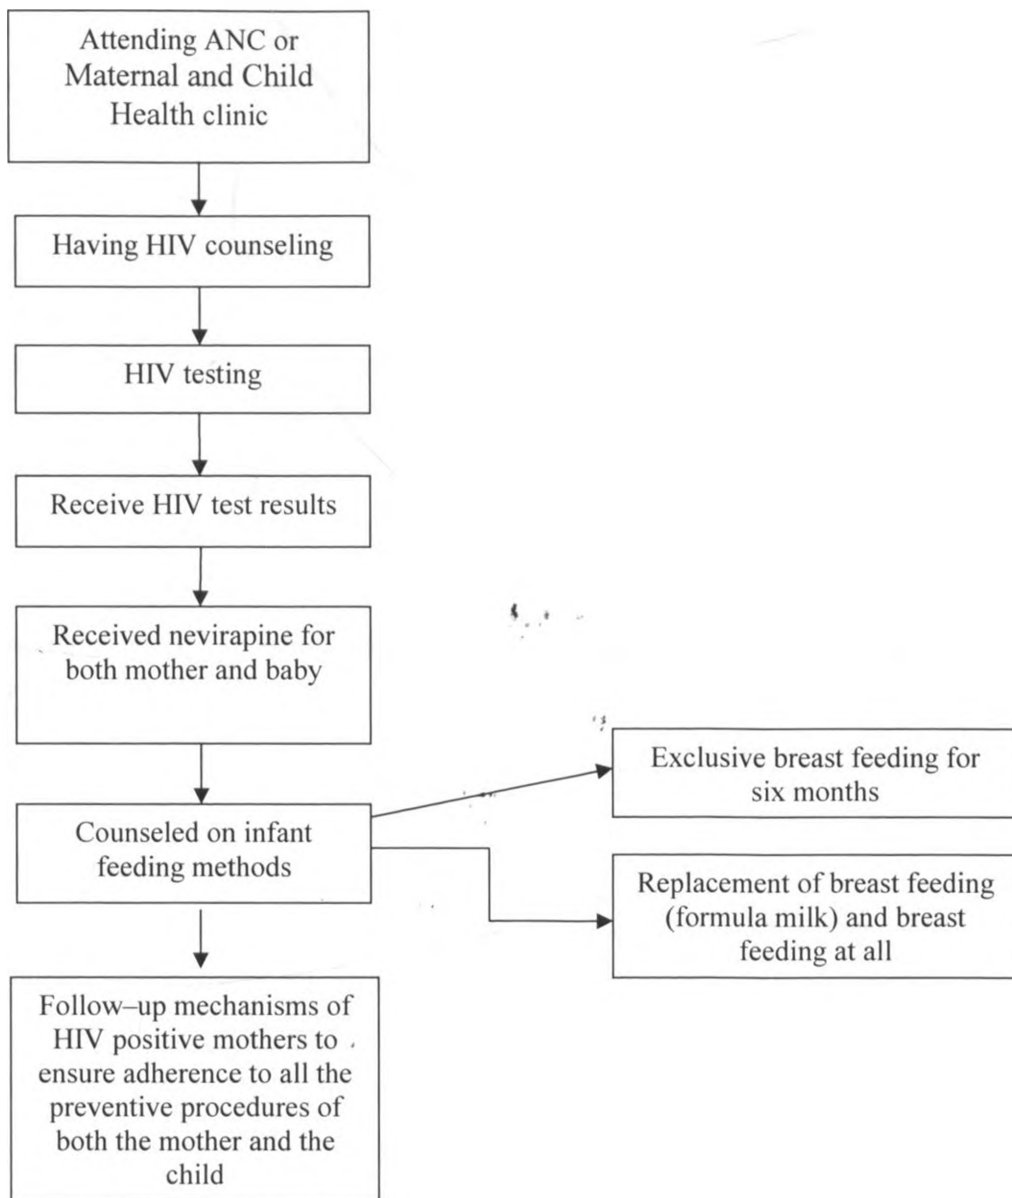 Attending ANC or
Maternal and Child
Health clinic
Having HIV counseling
HIV testing
Receive HIV test results
Received nevirapine for
both mother and baby
Counseled on infant
feeding methods
Exclusive breast feeding for
six months
Replacement of breast feeding
(formula milk) and breast
feeding at all
Follow–up mechanisms of
HIV positive mothers to
ensure adherence to all the
preventive procedures of
both the mother and the
child